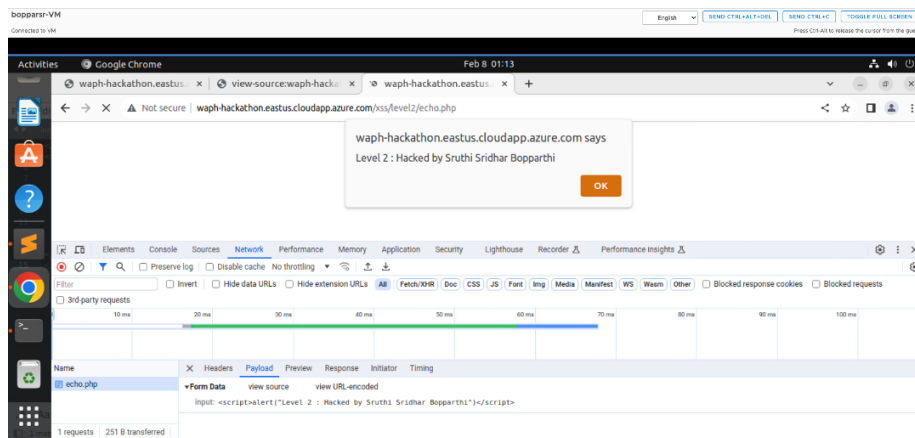 bopparsr-VM
English
SEND CTRL+ALT+DEL
SEND CTRL+C
TOGGLE FULL SCREEN
Connected to VM
Press Ctrl-Alt to release the cursor from the gue
Activities
Google Chrome
Feb 8 01:13
waph-hackathon.eastus.c
view-source:waph-hackat
waph-hackathon.eastus.
Not secure
waph-hackathon.eastus.cloudapp.azure.com/xss/level2/echo.php
waph-hackathon.eastus.cloudapp.azure.com says
Level 2 : Hacked by Sruthi Sridhar Bopparthi
OK
Elements Console Sources Network Performance Memory Application Security Lighthouse Recorder Performance insights
Preserve log Disable cache No throttling
Filter Invert Hide data URLs Hide extension URLs All Fetch/XHR Doc CSS JS Font Img Media Manifest WS Wasm Other Blocked response cookies Blocked requests
3rd-party requests
10 ms 20 ms 30 ms 40 ms 50 ms 60 ms 70 ms 80 ms 90 ms 100 ms
Name
Headers Payload Preview Response Initiator Timing
echo.php
Form Data view source view URL-encoded
input: <script>alert("Level 2 : Hacked by Sruthi Sridhar Bopparthi")</script>
1 requests 251 B transferred